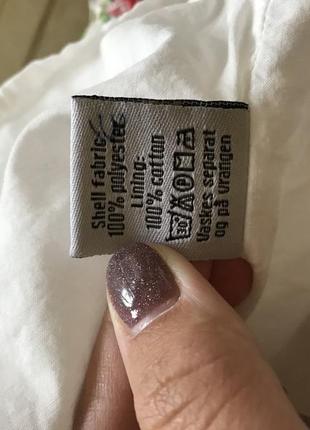 Shell fabric
100% polyester
Lining:
100% cotton
Vaskes separat
og på vrangen